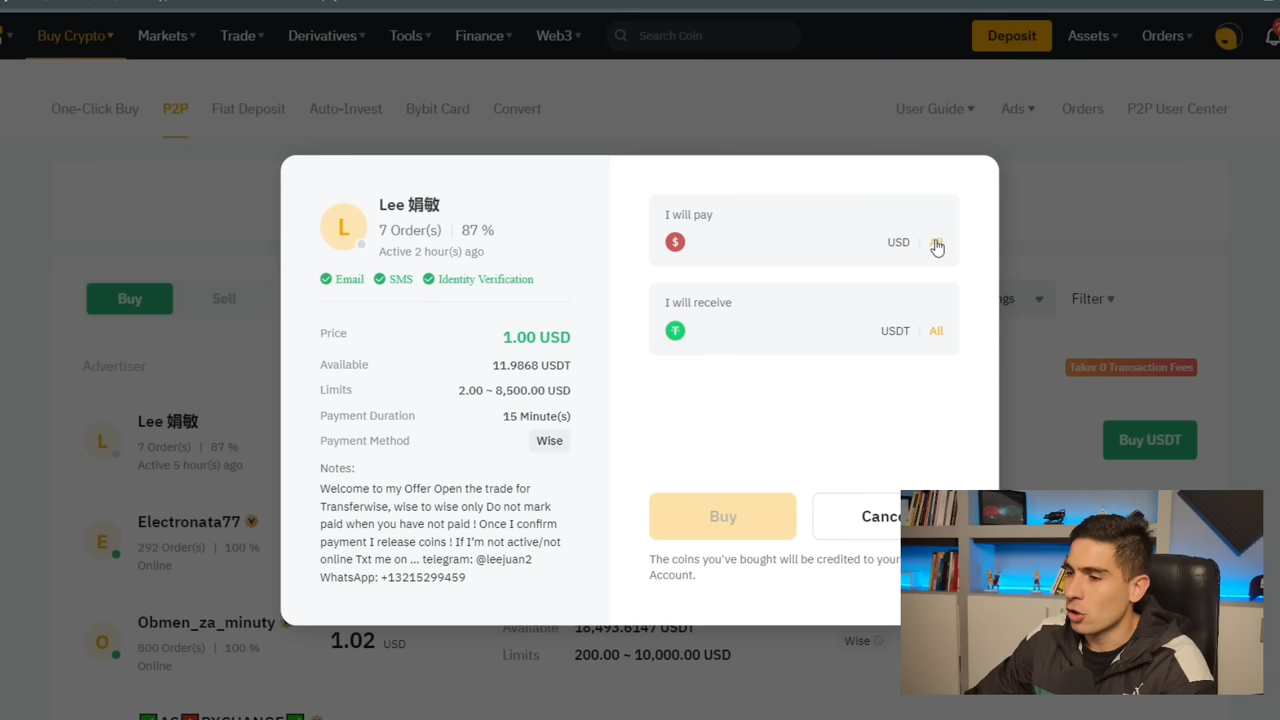 Buy Crypto Markets Trade Derivatives Tools Finance Web3 Search Coin Deposit Assets Orders
One-Click Buy P2P Fiat Deposit Auto-Invest Bybit Card Convert User Guide Ads Orders P2P User Center
Lee 娟敏
7 Order(s) | 87 %
Active 2 hour(s) ago
Email SMS Identity Verification
Price 1.00 USD
Available 11.9868 USDT
Limits 2.00 ~ 8,500.00 USD
Payment Duration 15 Minute(s)
Payment Method Wise
Notes:
Welcome to my Offer Open the trade for
Transferwise, wise to wise only Do not mark
paid when you have not paid ! Once I confirm
payment I release coins ! If I'm not active/not
online Txt me on ... telegram: @leejuan2
WhatsApp: +13215299459
I will pay
USD | All
I will receive
USDT | All
Buy
The coins you've bought will be credited to your
Account.
Buy Sell Filter
Advertiser Taker 0 Transaction Fees
Lee 娟敏
7 Order(s) | 87 %
Active 5 hour(s) ago
Buy USDT
Electronata77
292 Order(s) | 100 %
Online
Obmen_za_minuty
800 Order(s) | 100 %
Online
1.02 USD
Available 18,493.6147 USDT
Limits 200.00 ~ 10,000.00 USD
Wise